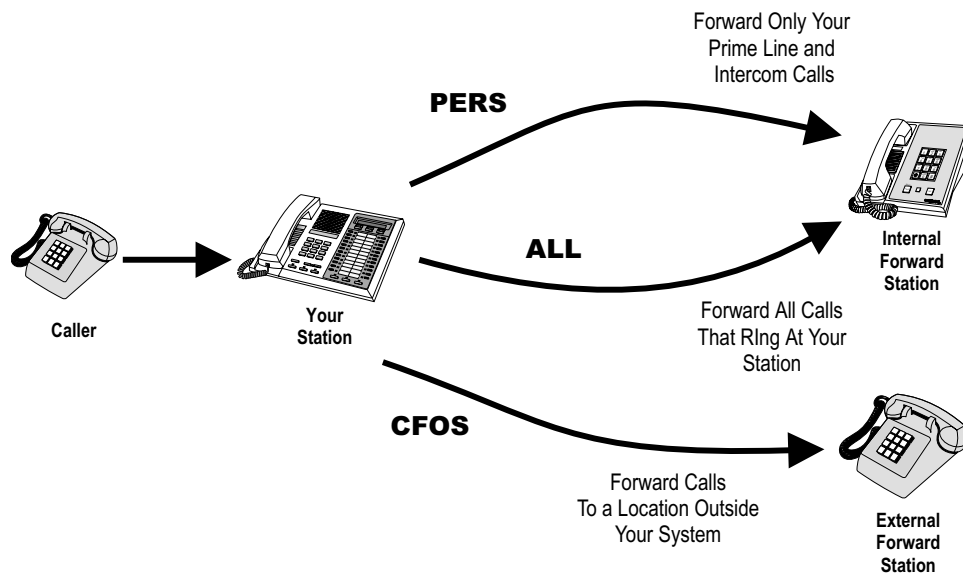 Forward Only Your
Prime Line and
Intercom Calls
PERS
Internal
Forward
Station
ALL
Caller
Your
Station
Forward All Calls
That RIng At Your
Station
CFOS
Forward Calls
To a Location Outside
Your System
External
Forward
Station